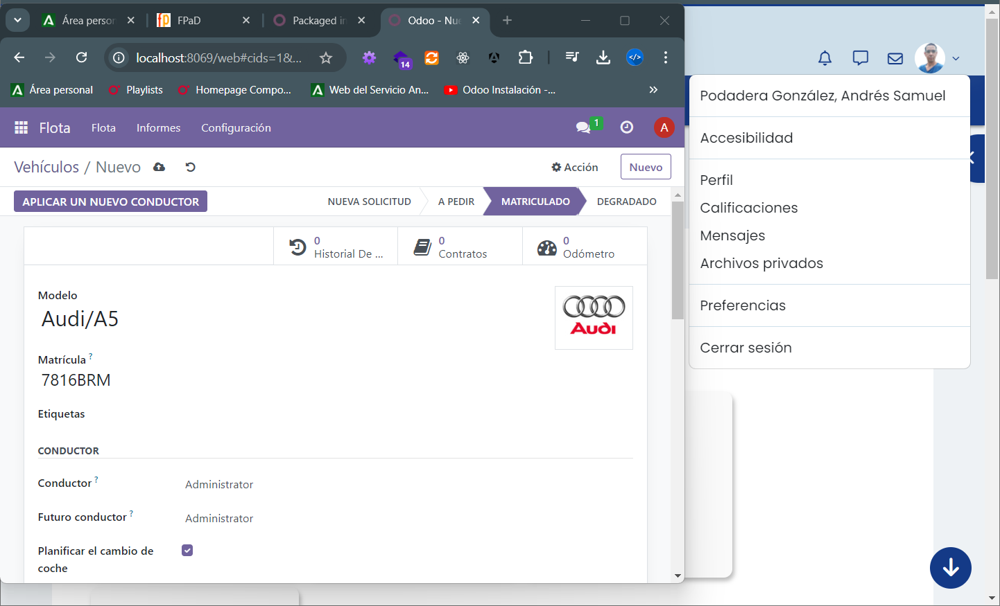 Área persor
FPaD
Packaged in
Odoo - Nue
localhost:8069/web#cids=1&...
14
Área personal
Playlists
Homepage Compo...
Web del Servicio An...
Odoo Instalación -...
Flota
Flota
Informes
Configuración
1
A
Vehículos / Nuevo
Acción
Nuevo
APLICAR UN NUEVO CONDUCTOR
NUEVA SOLICITUD
A PEDIR
MATRICULADO
DEGRADADO
0
Historial De ...
0
Contratos
0
Odómetro
Modelo
Audi/A5
Audi
Matrícula ?
7816BRM
Etiquetas
CONDUCTOR
Conductor ?
Administrator
Futuro conductor ?
Administrator
Planificar el cambio de
coche
Podadera González, Andrés Samuel
Accesibilidad
Perfil
Calificaciones
Mensajes
Archivos privados
Preferencias
Cerrar sesión